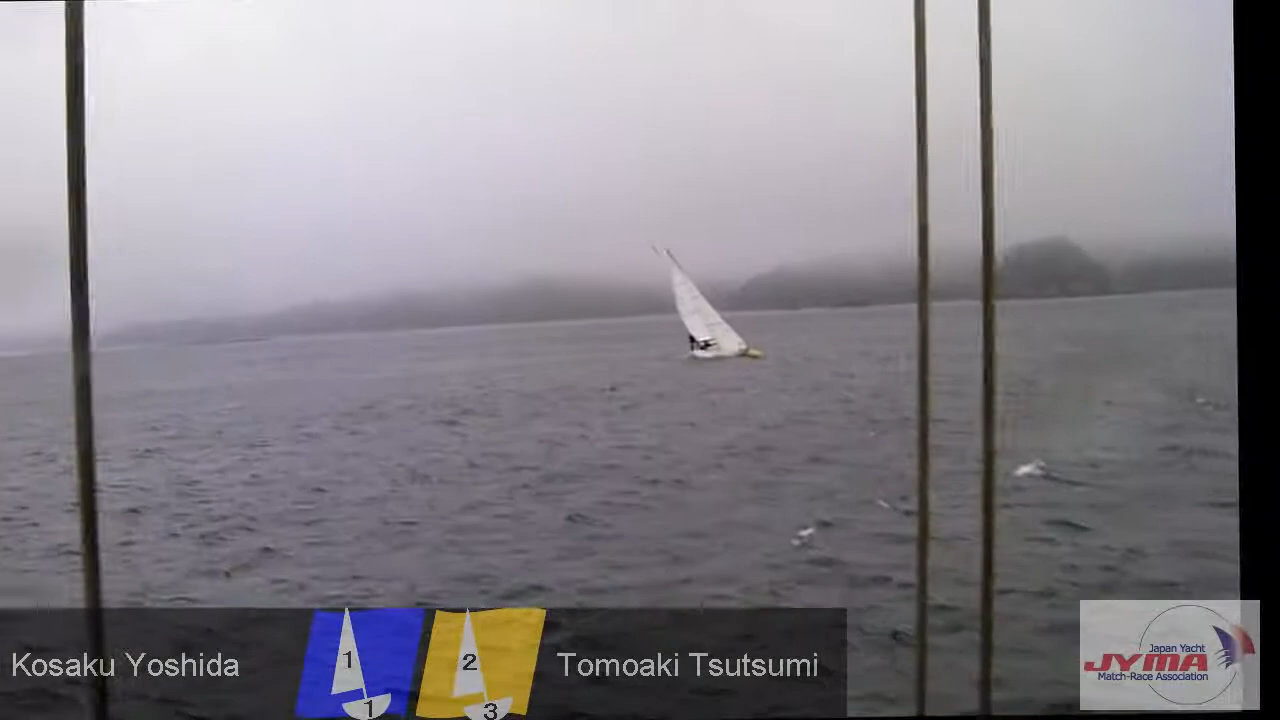 Kosaku Yoshida
1
1
2
3
Tomoaki Tsutsumi
Japan Yacht
JYMA
Match-Race Association